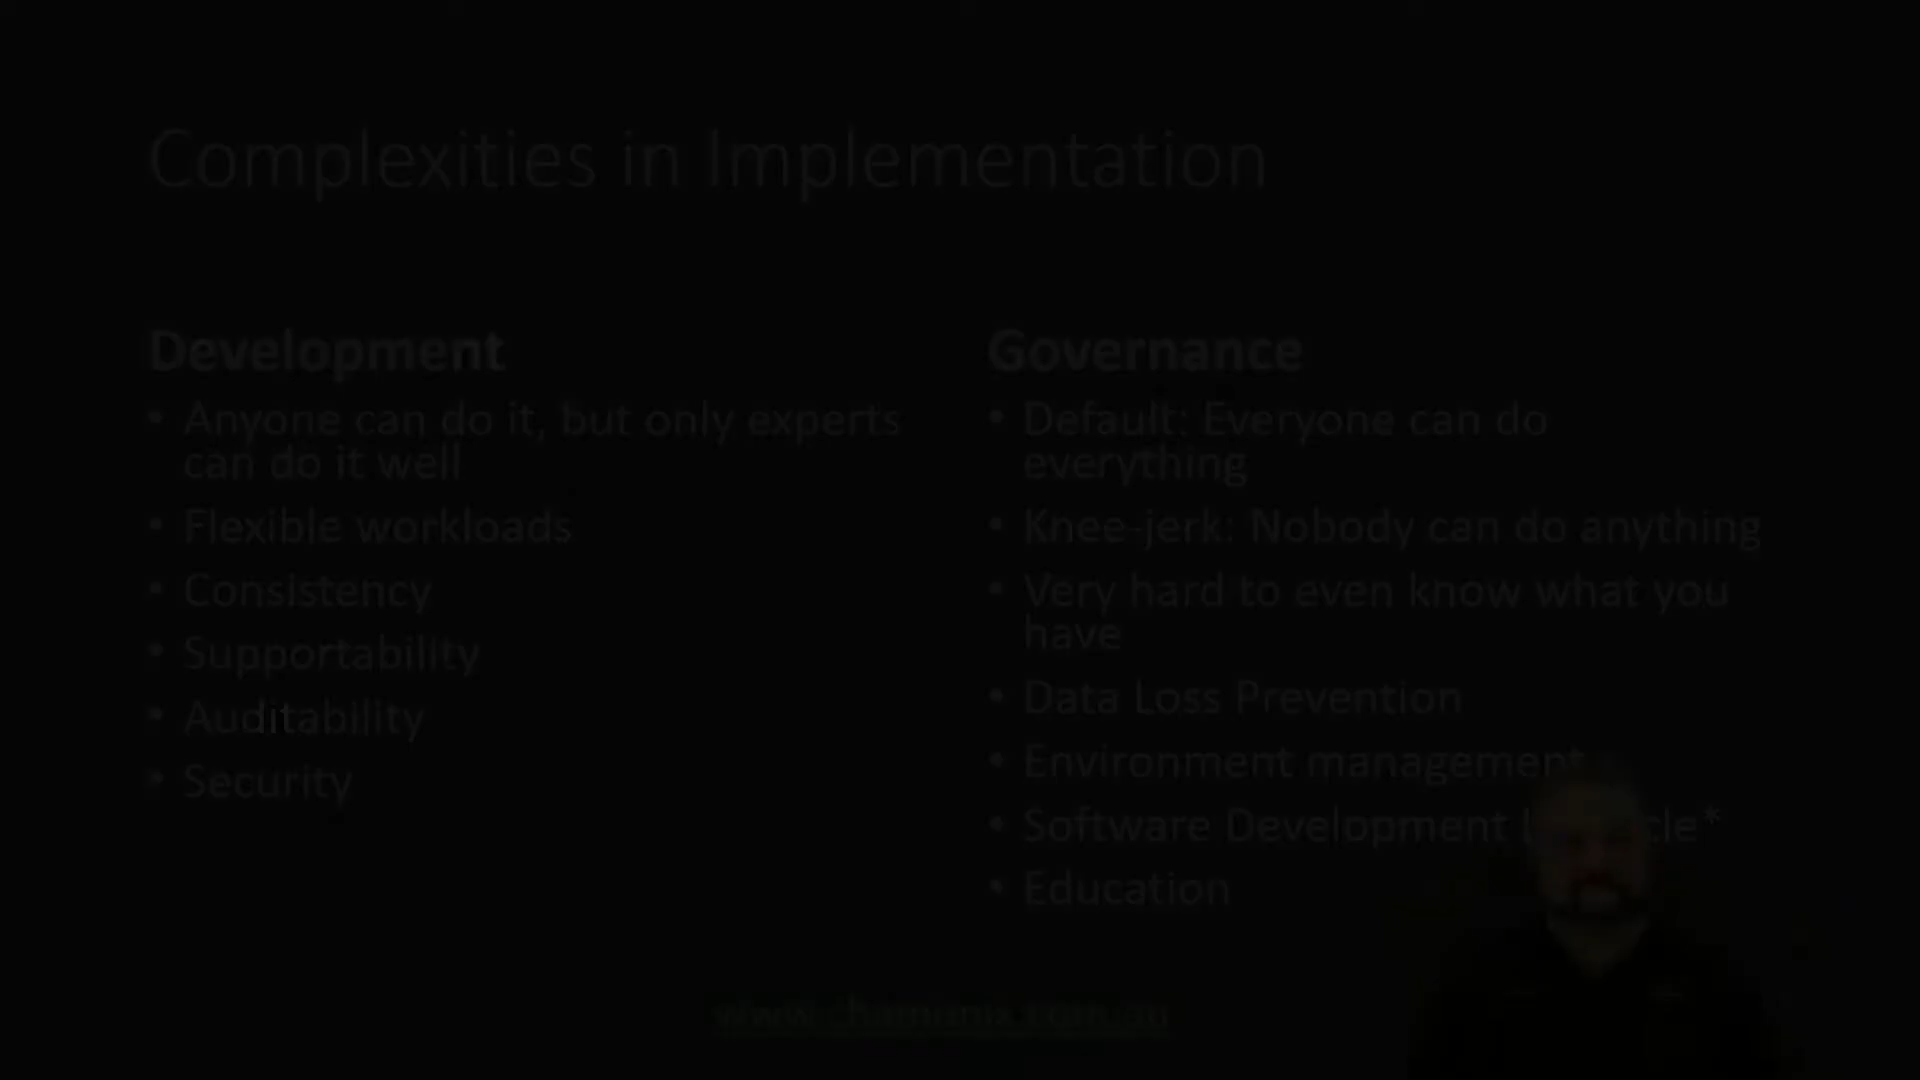 Complexities in Implementation
Development
• Anyone can do it, but only experts
can do it well
• Flexible workloads
• Consistency
• Supportability
• Auditability
• Security
Governance
• Default: Everyone can do
everything
• Knee-jerk: Nobody can do anything
• Very hard to even know what you
have
• Data Loss Prevention
• Environment management
• Software Development
• Education